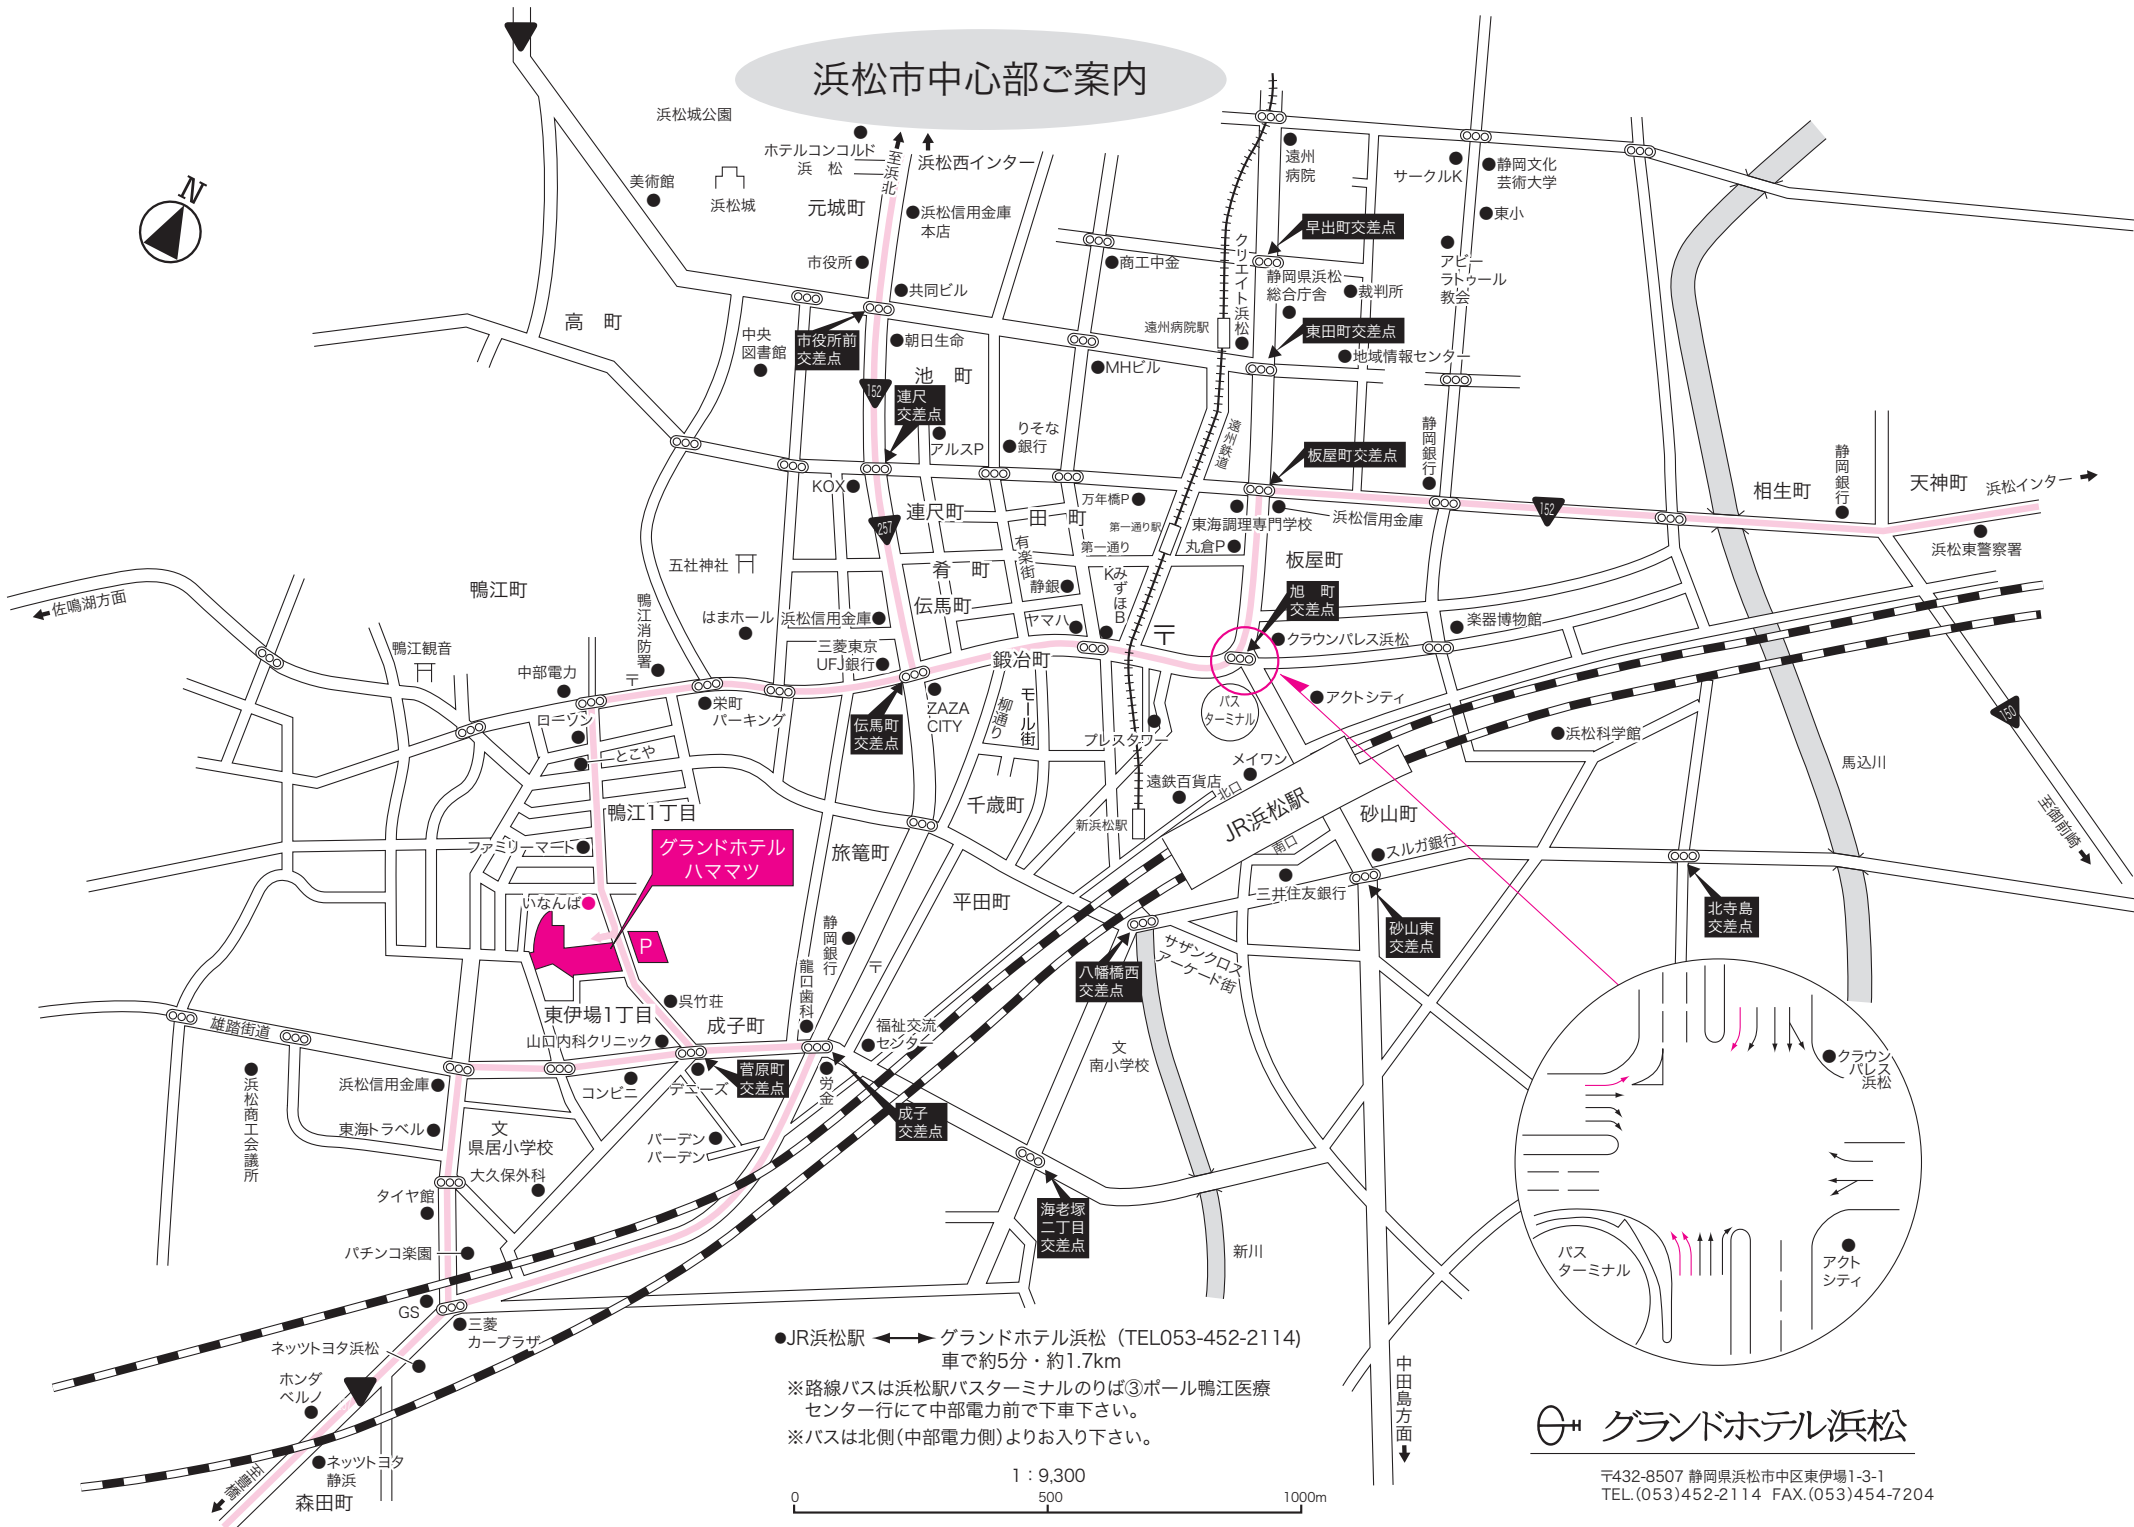 浜松市中心部ご案内
N
浜松城公園
ホテルコンコルド
浜 松
至浜北
浜松西インター
美術館
浜松城
元城町
浜松信用金庫
本店
市役所
共同ビル
商工中金
遠州
病院
サークルK
静岡文化
芸術大学
東小
早出町交差点
クリエイト浜松
アビー
ラトゥール
教会
静岡県浜松
総合庁舎
裁判所
遠州病院駅
東田町交差点
地域情報センター
高 町
中央
図書館
市役所前
交差点
朝日生命
池 町
MHビル
152
連尺
交差点
アルスP
りそな
銀行
遠州鉄道
静岡銀行
板屋町交差点
静岡銀行
相生町
天神町
浜松インター
KOX
連尺町
257
田 町
万年橋P
第一通り駅
第一通り
東海調理専門学校
浜松信用金庫
152
丸倉P
板屋町
浜松東警察署
五社神社
有楽街
肴 町
静銀
K
みずほB
旭 町
交差点
佐鳴湖方面
鴨江町
鴨江消防署
はまホール
浜松信用金庫
伝馬町
ヤマハ
〒
クラウンパレス浜松
楽器博物館
鴨江観音
三菱東京
UFJ銀行
鍛冶町
中部電力
〒
栄町
パーキング
伝馬町
交差点
ZAZA
CITY
柳通り
モール街
バス
ターミナル
アクトシティ
ローソン
とこや
プレスタワー
浜松科学館
150
馬込川
メイワン
遠鉄百貨店
北口
JR浜松駅
南口
砂山町
至御前崎
鴨江1丁目
千歳町
新浜松駅
ファミリーマート
グランドホテル
ハママツ
旅篭町
スルガ銀行
三井住友銀行
いなんば
P
平田町
静岡銀行
砂山東
交差点
北寺島
交差点
サザンクロス
アーケード街
八幡橋西
交差点
龍口歯科
〒
呉竹荘
東伊場1丁目
成子町
雄踏街道
山口内科クリニック
福祉交流
センター
文
南小学校
菅原町
交差点
浜松商工会議所
浜松信用金庫
コンビニ
デニーズ
労金
成子
交差点
東海トラベル
文
県居小学校
バーデン
バーデン
大久保外科
タイヤ館
海老塚
二丁目
交差点
パチンコ楽園
新川
GS
三菱
カープラザ
ネッツトヨタ浜松
ホンダ
ベルノ
ネッツトヨタ
静浜
至豊橋
森田町
クラウン
パレス
浜松
バス
ターミナル
アクト
シティ
中田島方面
●JR浜松駅 ⟷ グランドホテル浜松（TEL053-452-2114）
車で約5分・約1.7km
※路線バスは浜松駅バスターミナルのりば③ポール鴨江医療
センター行にて中部電力前で下車下さい。
※バスは北側（中部電力側）よりお入り下さい。
1：9,300
0 500 1000m
グランドホテル浜松
〒432-8507 静岡県浜松市中区東伊場1-3-1
TEL.(053)452-2114 FAX.(053)454-7204